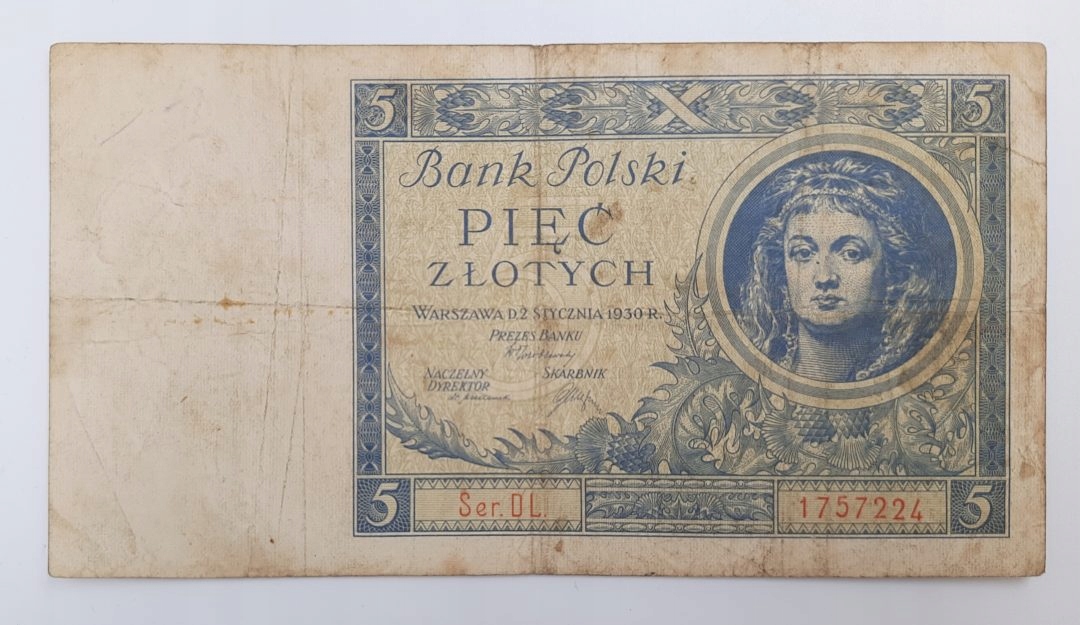 5 5
Bank Polski
PIĘĆ
ZŁOTYCH
WARSZAWA D.2 STYCZNIA 1930 R.
PREZES BANKU
NACZELNY SKARBNIK
DYREKTOR
5 Ser. DL. 1757224 5